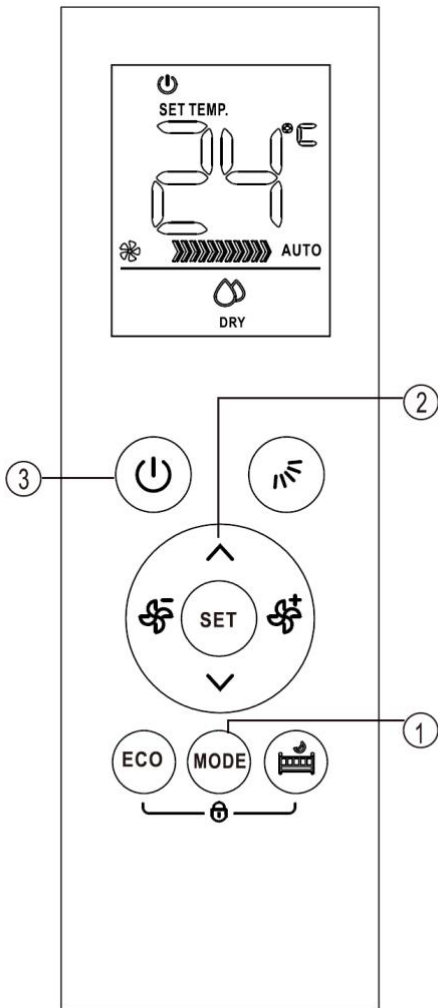 SET TEMP.
24 °C
AUTO
DRY
2
3
SET
1
ECO MODE